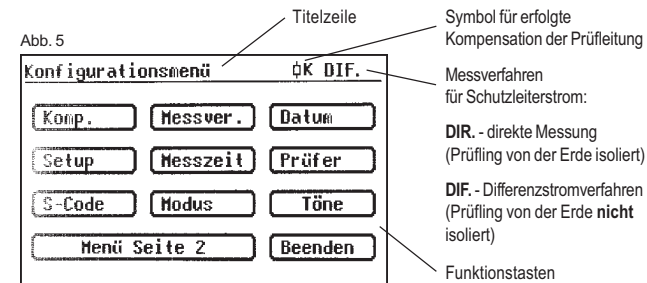 Abb. 5
Titelzeile
Symbol für erfolgte
Kompensation der Prüfleitung
Konfigurationsmenü ϕK DIF.
Messverfahren
für Schutzleiterstrom:
Komp. Messver. Datum
DIR. - direkte Messung
(Prüfling von der Erde isoliert)
Setup Messzeit Prüfer
DIF. - Differenzstromverfahren
(Prüfling von der Erde nicht
isoliert)
S-Code Modus Töne
Menü Seite 2 Beenden
Funktionstasten